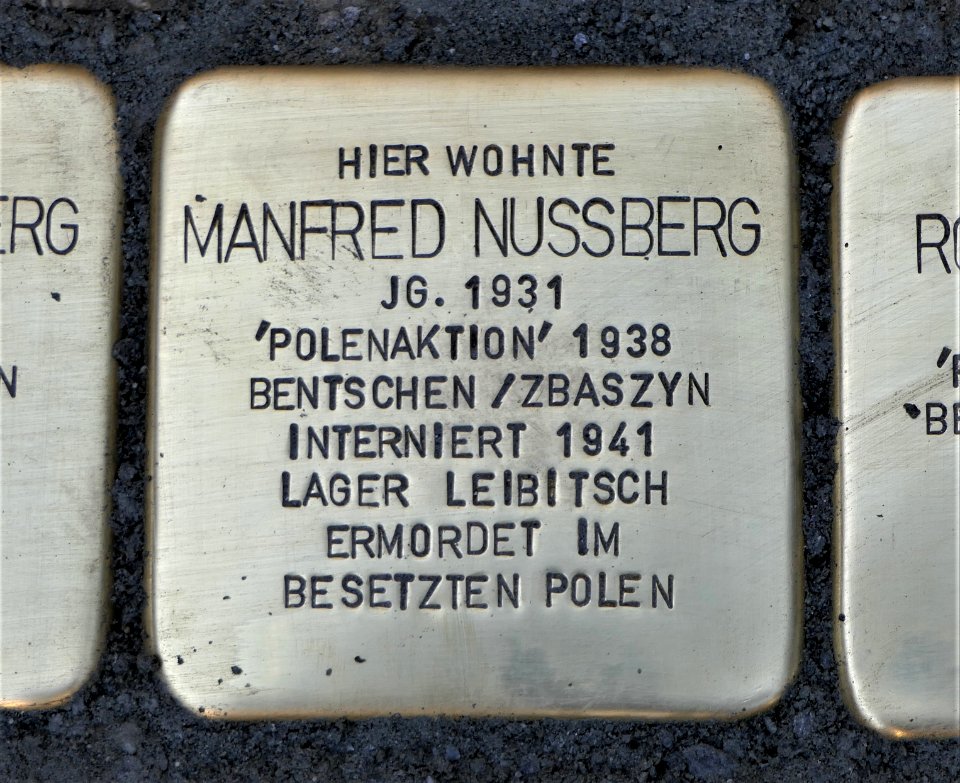 HIER WOHNTE
MANFRED NUSSBERG
JG. 1931
'POLENAKTION' 1938
BENTSCHEN / ZBASZYN
INTERNIERT 1941
LAGER LEIBITSCH
ERMORDET IM
BESETZTEN POLEN